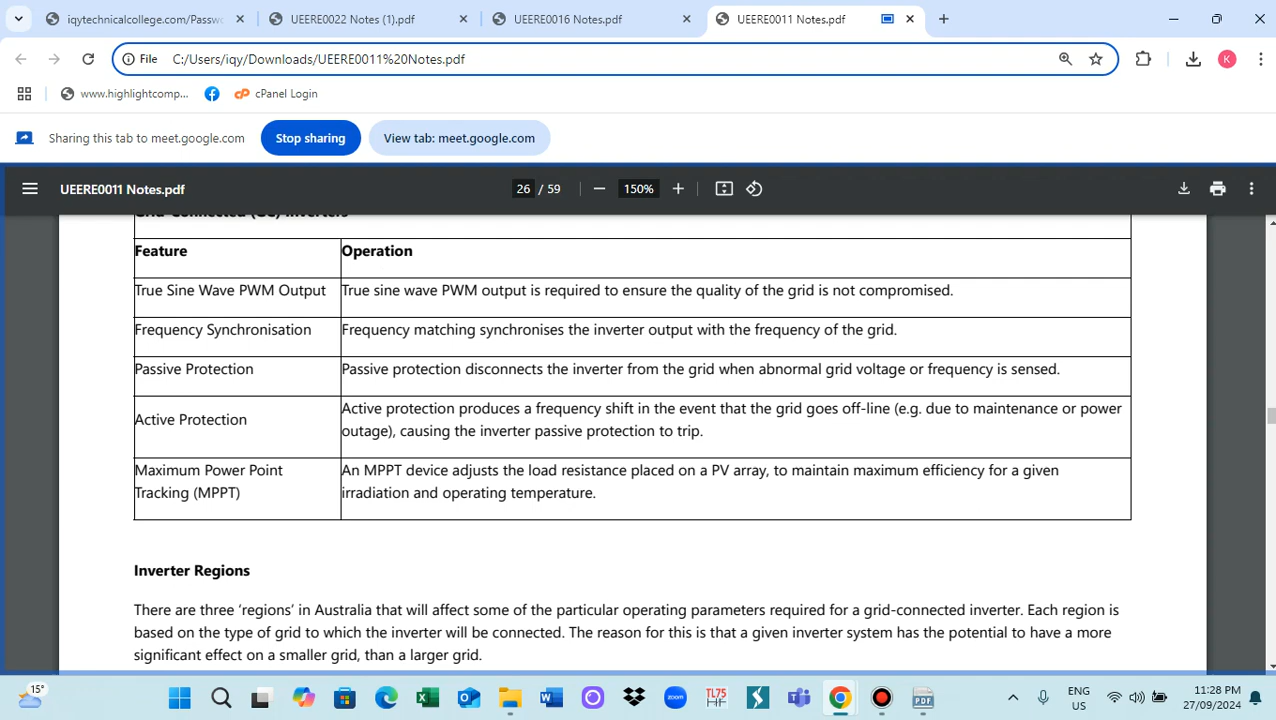 iqytechnicalcollege.com/Passwo
UEERE0022 Notes (1).pdf
UEERE0016 Notes.pdf
UEERE0011 Notes.pdf
File
C:/Users/iqy/Downloads/UEERE0011%20Notes.pdf
K
www.highlightcomp...
cPanel Login
Sharing this tab to meet.google.com
Stop sharing
View tab: meet.google.com
UEERE0011 Notes.pdf
26 / 59
150%
Grid-Connected (GC) Inverters
Feature
Operation
True Sine Wave PWM Output
True sine wave PWM output is required to ensure the quality of the grid is not compromised.
Frequency Synchronisation
Frequency matching synchronises the inverter output with the frequency of the grid.
Passive Protection
Passive protection disconnects the inverter from the grid when abnormal grid voltage or frequency is sensed.
Active Protection
Active protection produces a frequency shift in the event that the grid goes off-line (e.g. due to maintenance or power
outage), causing the inverter passive protection to trip.
Maximum Power Point
Tracking (MPPT)
An MPPT device adjusts the load resistance placed on a PV array, to maintain maximum efficiency for a given
irradiation and operating temperature.
Inverter Regions
There are three ‘regions’ in Australia that will affect some of the particular operating parameters required for a grid-connected inverter. Each region is
based on the type of grid to which the inverter will be connected. The reason for this is that a given inverter system has the potential to have a more
significant effect on a smaller grid, than a larger grid.
15°
zoom
TL75
HF
PDF
ENG
US
11:28 PM
27/09/2024